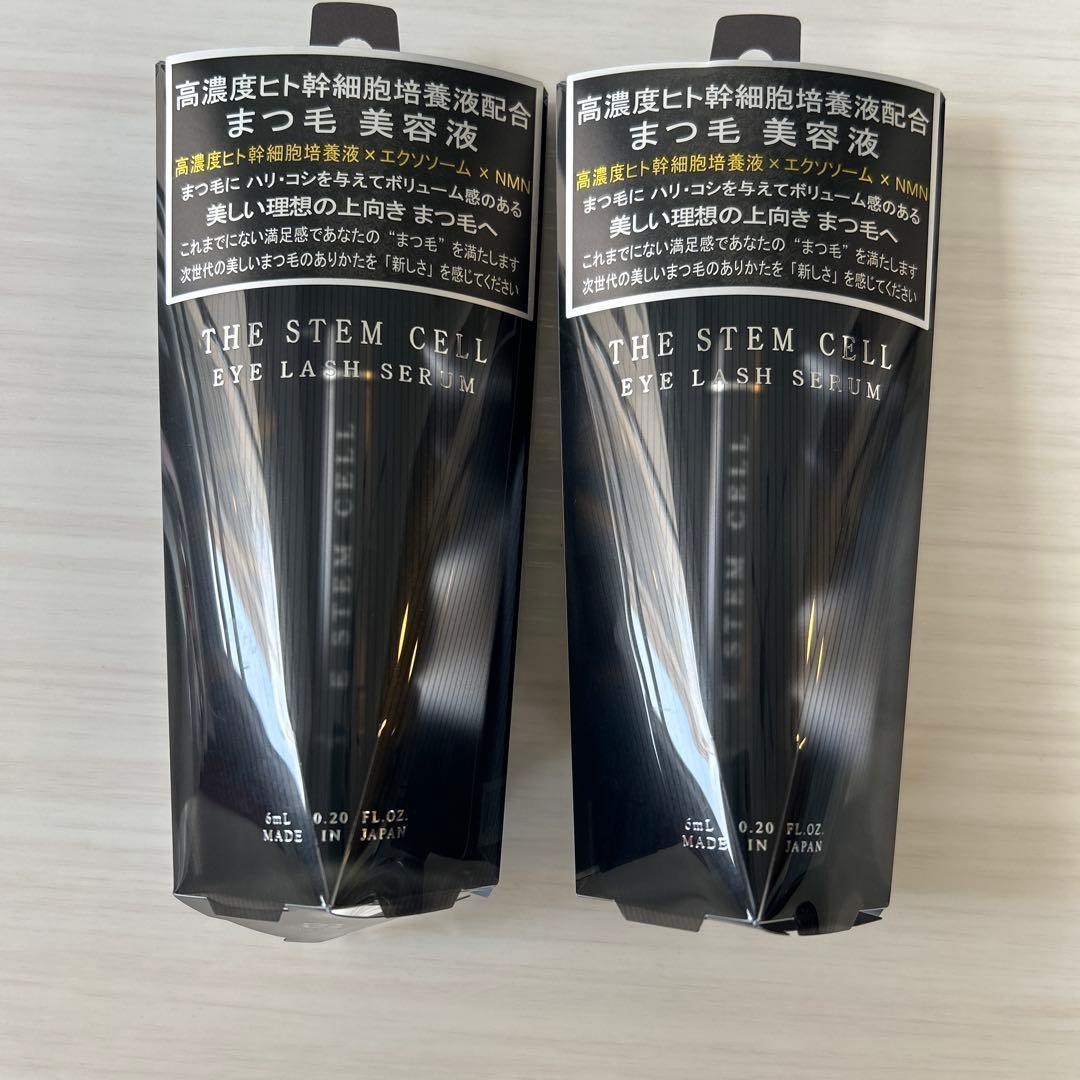 高濃度ヒト幹細胞培養液配合
まつ毛 美容液
高濃度ヒト幹細胞培養液×エクソソーム×NMN
まつ毛に ハリ・コシを与えてボリューム感のある
美しい理想の上向き まつ毛へ
これまでにない満足感であなたの “まつ毛” を満たします
次世代の美しいまつ毛のありかたを「新しさ」を感じてください
THE STEM CELL
EYE LASH SERUM
E STEM CELL
6mL 0.20 FL.OZ.
MADE IN JAPAN
高濃度ヒト幹細胞培養液配合
まつ毛 美容液
高濃度ヒト幹細胞培養液×エクソソーム×NMN
まつ毛に ハリ・コシを与えてボリューム感のある
美しい理想の上向き まつ毛へ
これまでにない満足感であなたの “まつ毛” を満たします
次世代の美しいまつ毛のありかたを「新しさ」を感じてください
THE STEM CELL
EYE LASH SERUM
E STEM CELL
6mL 0.20 FL.OZ.
MADE IN JAPAN